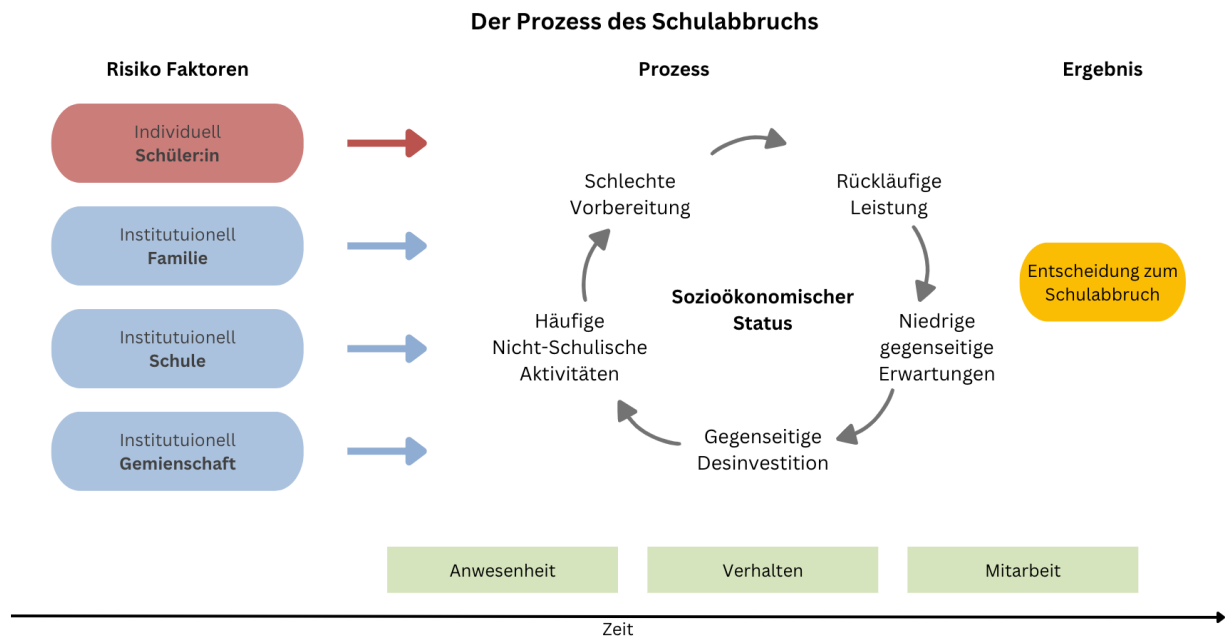 Der Prozess des Schulabbruchs
Risiko Faktoren
Prozess
Ergebnis
Individuell
Schüler:in
Institutuionell
Familie
Institutuionell
Schule
Institutuionell
Gemienschaft
Schlechte
Vorbereitung
Rückläufige
Leistung
Niedrige
gegenseitige
Erwartungen
Gegenseitige
Desinvestition
Häufige
Nicht-Schulische
Aktivitäten
Sozioökonomischer
Status
Entscheidung zum
Schulabbruch
Anwesenheit
Verhalten
Mitarbeit
Zeit